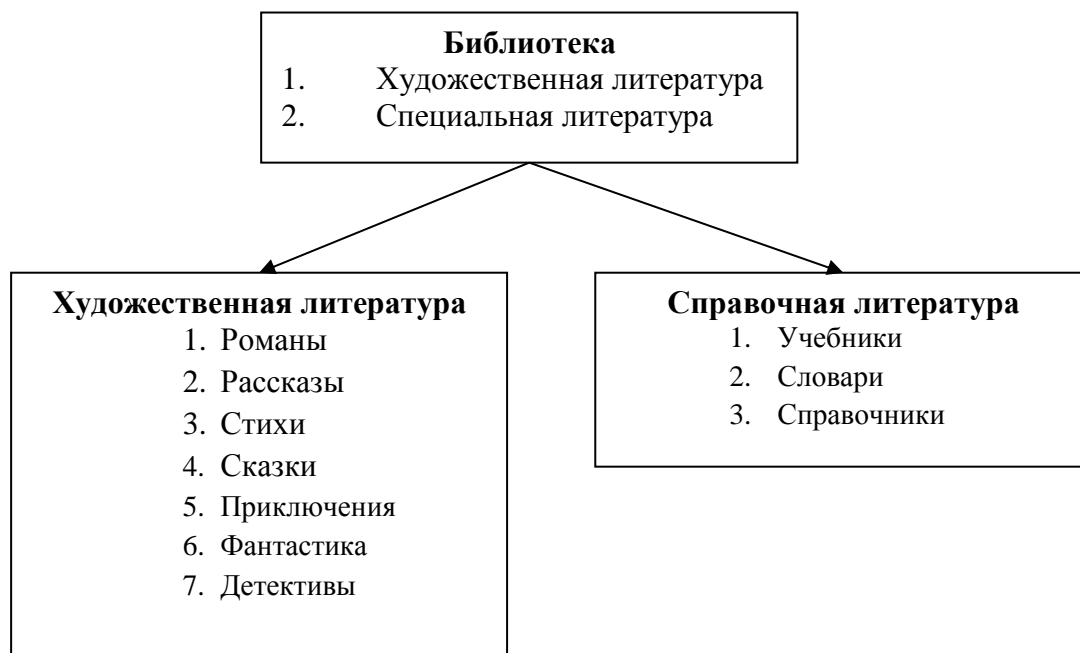 Библиотека
1. Художественная литература
2. Специальная литература
Художественная литература
1. Романы
2. Рассказы
3. Стихи
4. Сказки
5. Приключения
6. Фантастика
7. Детективы
Справочная литература
1. Учебники
2. Словари
3. Справочники